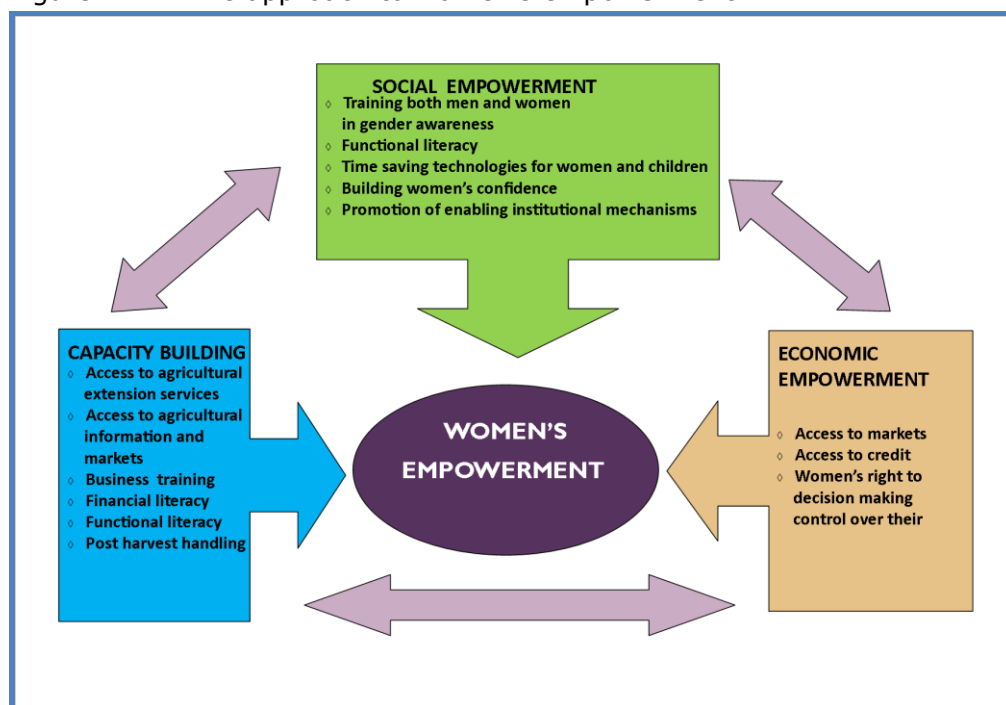 SOCIAL EMPOWERMENT
◊ Training both men and women
in gender awareness
◊ Functional literacy
◊ Time saving technologies for women and children
◊ Building women's confidence
◊ Promotion of enabling institutional mechanisms
CAPACITY BUILDING
◊ Access to agricultural
extension services
◊ Access to agricultural
information and
markets
◊ Business training
◊ Financial literacy
◊ Functional literacy
◊ Post harvest handling
WOMEN'S
EMPOWERMENT
ECONOMIC
EMPOWERMENT
◊ Access to markets
◊ Access to credit
◊ Women's right to
decision making
control over their